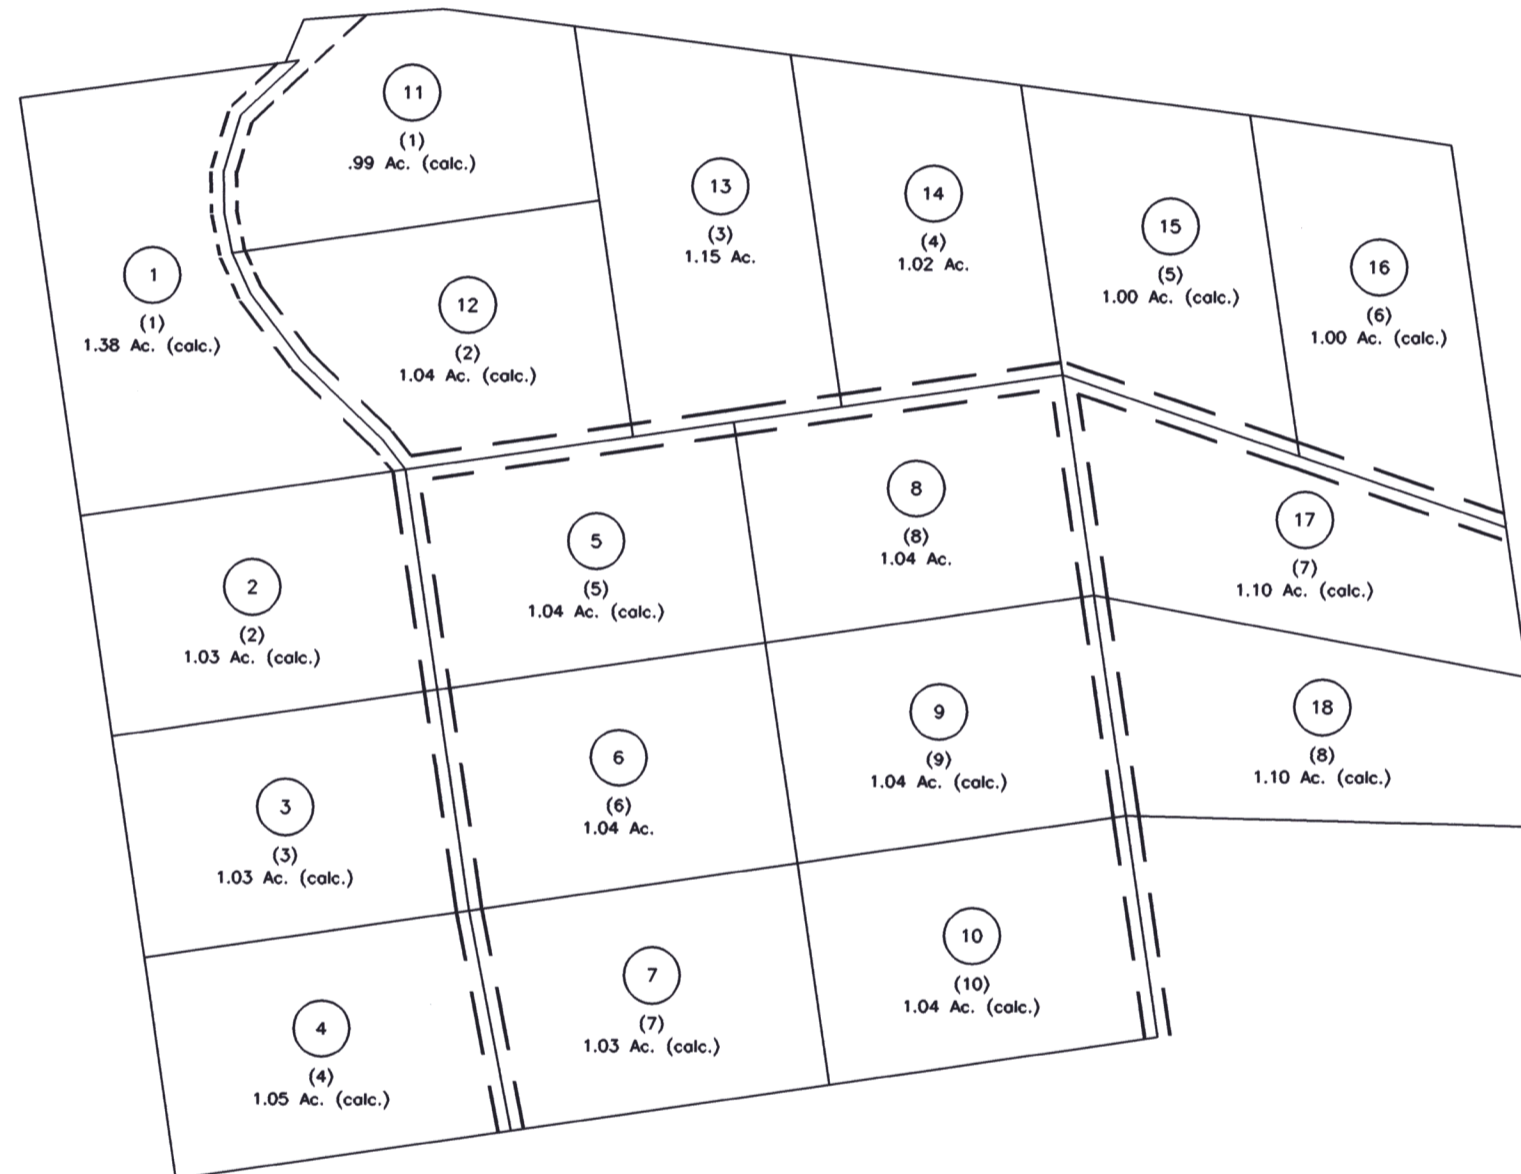 11
(1)
.99 Ac. (calc.)
13
(3)
1.15 Ac.
14
(4)
1.02 Ac.
15
(5)
1.00 Ac. (calc.)
16
(6)
1.00 Ac. (calc.)
1
(1)
1.38 Ac. (calc.)
12
(2)
1.04 Ac. (calc.)
2
(2)
1.03 Ac. (calc.)
5
(5)
1.04 Ac. (calc.)
8
(8)
1.04 Ac.
17
(7)
1.10 Ac. (calc.)
3
(3)
1.03 Ac. (calc.)
6
(6)
1.04 Ac.
9
(9)
1.04 Ac. (calc.)
18
(8)
1.10 Ac. (calc.)
4
(4)
1.05 Ac. (calc.)
7
(7)
1.03 Ac. (calc.)
10
(10)
1.04 Ac. (calc.)